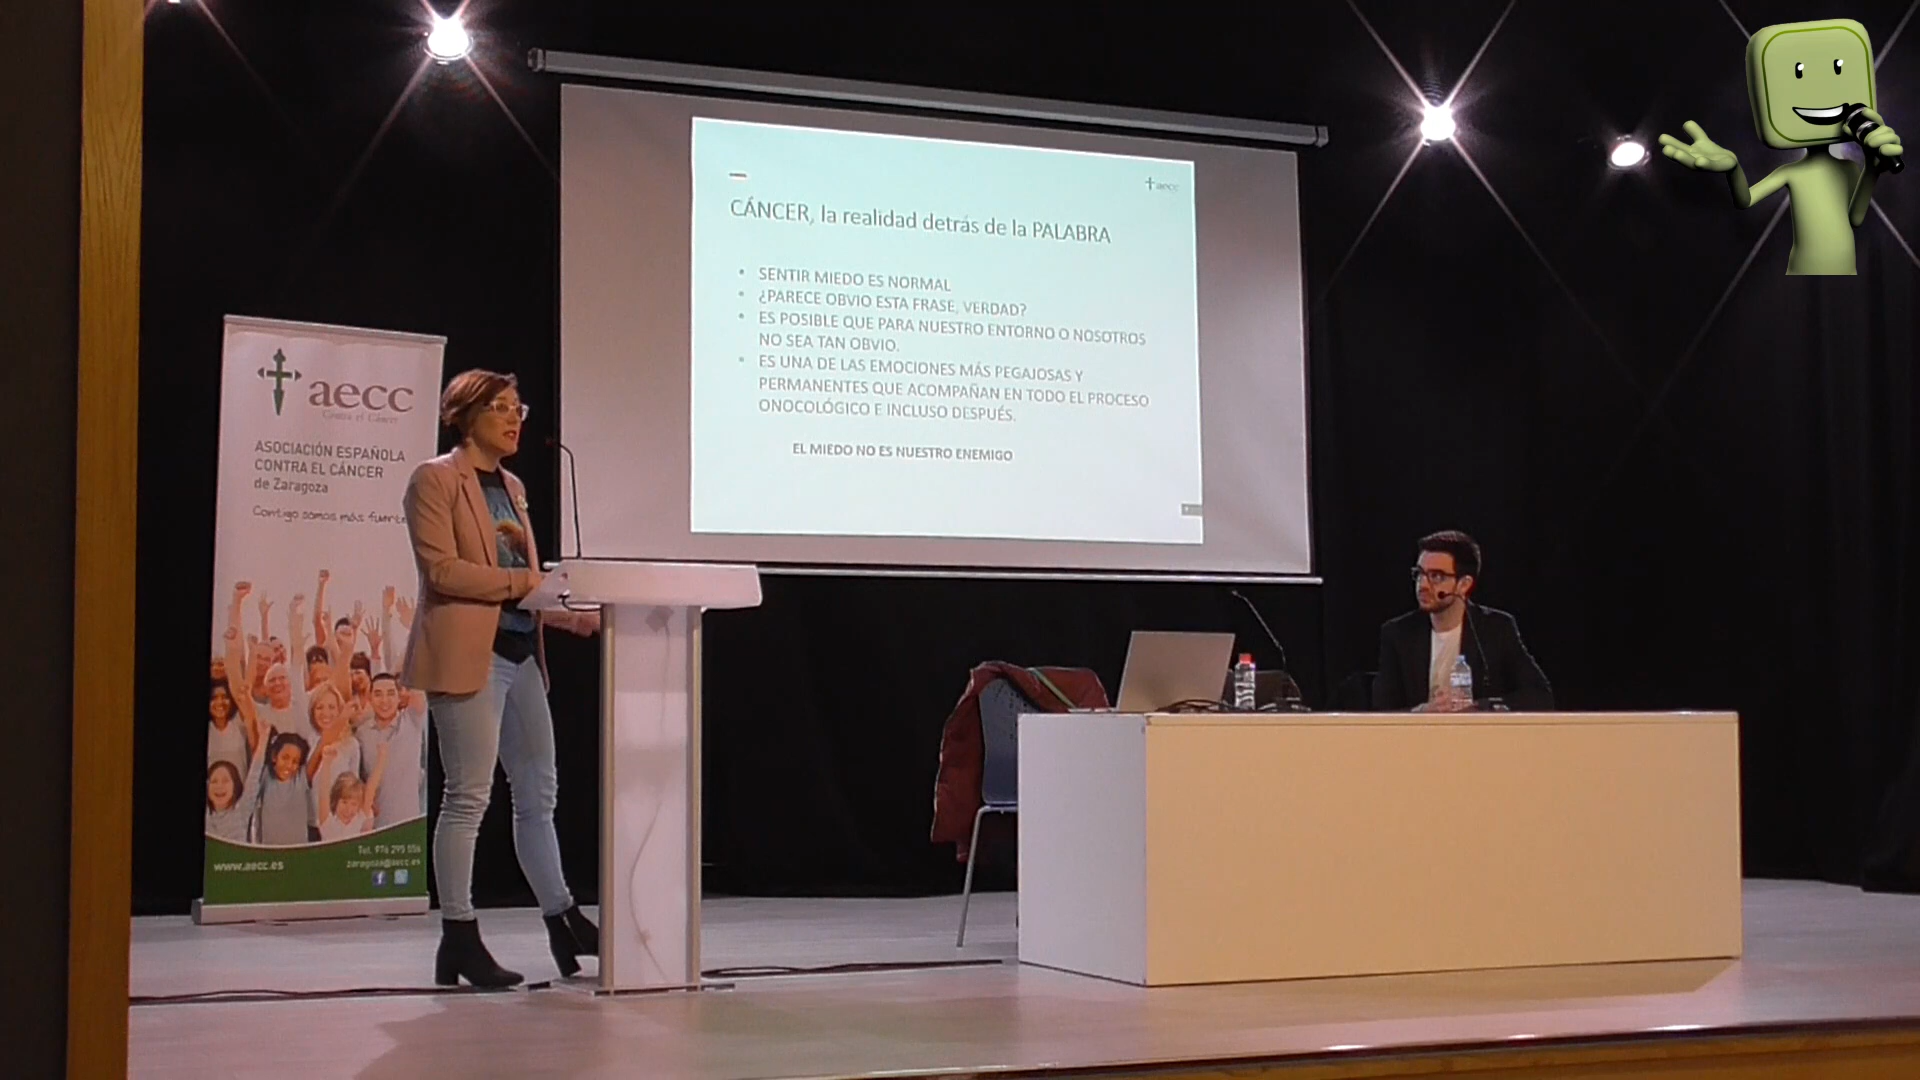 aecc
Contra el Cáncer
ASOCIACIÓN ESPAÑOLA
CONTRA EL CÁNCER
de Zaragoza
Contigo somos más fuerte
www.aecc.es
Tel. 976 295 556
zaragoza@aecc.es
aecc
CÁNCER, la realidad detrás de la PALABRA
• SENTIR MIEDO ES NORMAL
• ¿PARECE OBVIO ESTA FRASE, VERDAD?
• ES POSIBLE QUE PARA NUESTRO ENTORNO O NOSOTROS
NO SEA TAN OBVIO.
• ES UNA DE LAS EMOCIONES MÁS PEGAJOSAS Y
PERMANENTES QUE ACOMPAÑAN EN TODO EL PROCESO
ONOCOLÓGICO E INCLUSO DESPUÉS.
EL MIEDO NO ES NUESTRO ENEMIGO